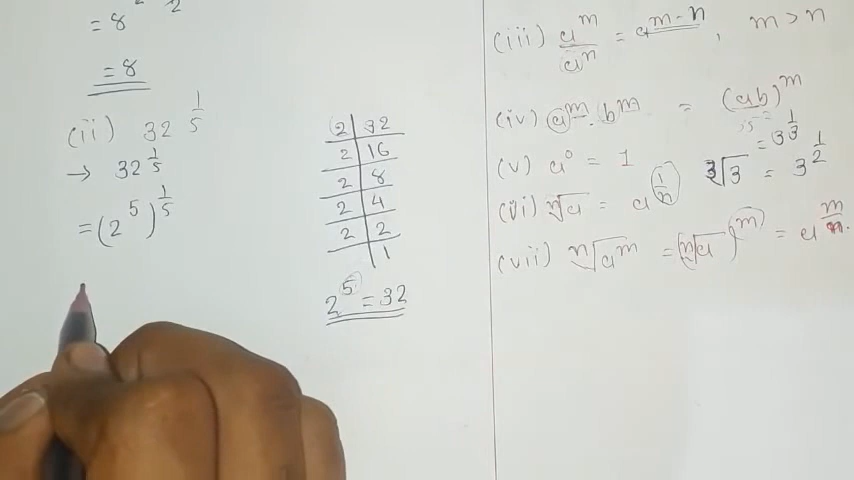 = 8
= 8
(ii) 32^(1/5)
→ 32^(1/5)
= (2^5)^(1/5)
2 | 32
2 | 16
2 | 8
2 | 4
2 | 2
| 1
2^5 = 32
(iii) a^m / a^n = a^(m-n), m > n
(iv) a^m . b^m = (ab)^m
(v) a^0 = 1
= 3^(1/3)
(vi) ⁿ√a = a^(1/n)
√3 = 3^(1/2)
(vii) ⁿ√a^m = (ⁿ√a)^m = a^(m/n).